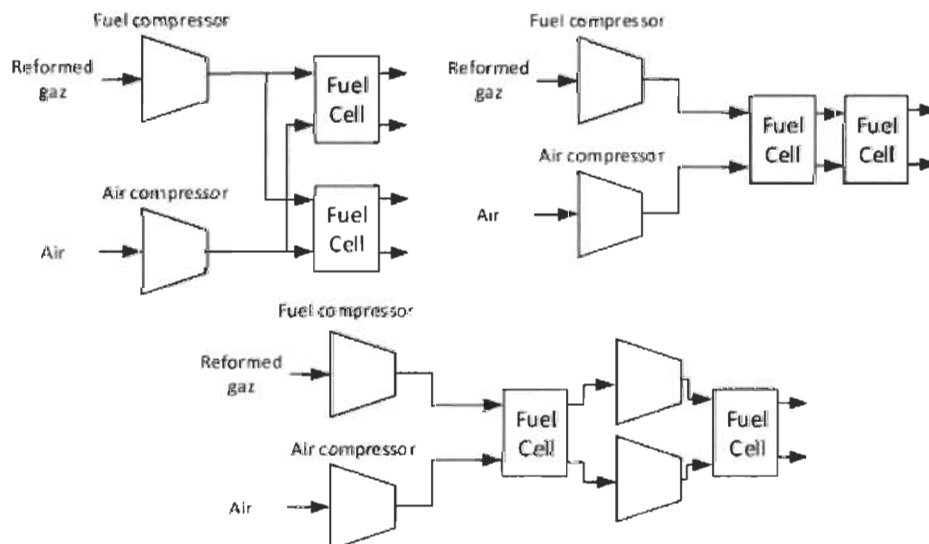 Fuel compressor
Reformed
gaz
Fuel
Cell
Air compressor
Air
Fuel
Cell
Fuel compressor
Reformed
gaz
Fuel
Cell
Fuel
Cell
Air compressor
Air
Fuel compressor
Reformed
gaz
Fuel
Cell
Fuel
Cell
Air compressor
Air